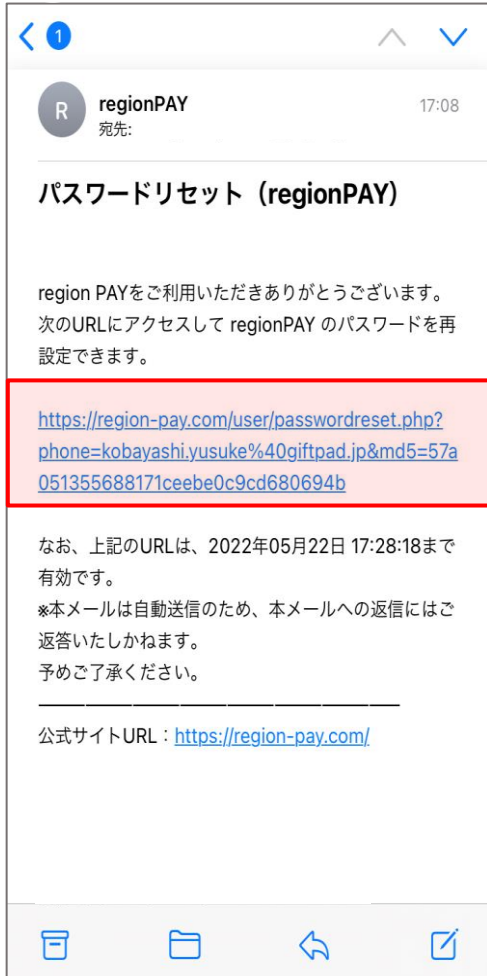 1
R
regionPAY
17:08
宛先:
パスワードリセット（regionPAY）
region PAYをご利用いただきありがとうございます。
次のURLにアクセスして regionPAY のパスワードを再
設定できます。
https://region-pay.com/user/passwordreset.php?
phone=kobayashi.yusuke%40giftpad.jp&md5=57a
051355688171ceebe0c9cd680694b
なお、上記のURLは、2022年05月22日 17:28:18まで
有効です。
※本メールは自動送信のため、本メールへの返信にはご
返答いたしかねます。
予めご了承ください。
公式サイトURL：https://region-pay.com/